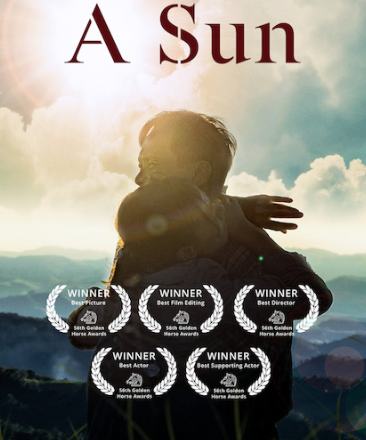 A Sun
WINNER
Best Picture
56th Golden
Horse Awards
WINNER
Best Film Editing
56th Golden
Horse Awards
WINNER
Best Director
56th Golden
Horse Awards
WINNER
Best Actor
56th Golden
Horse Awards
WINNER
Best Supporting Actor
56th Golden
Horse Awards